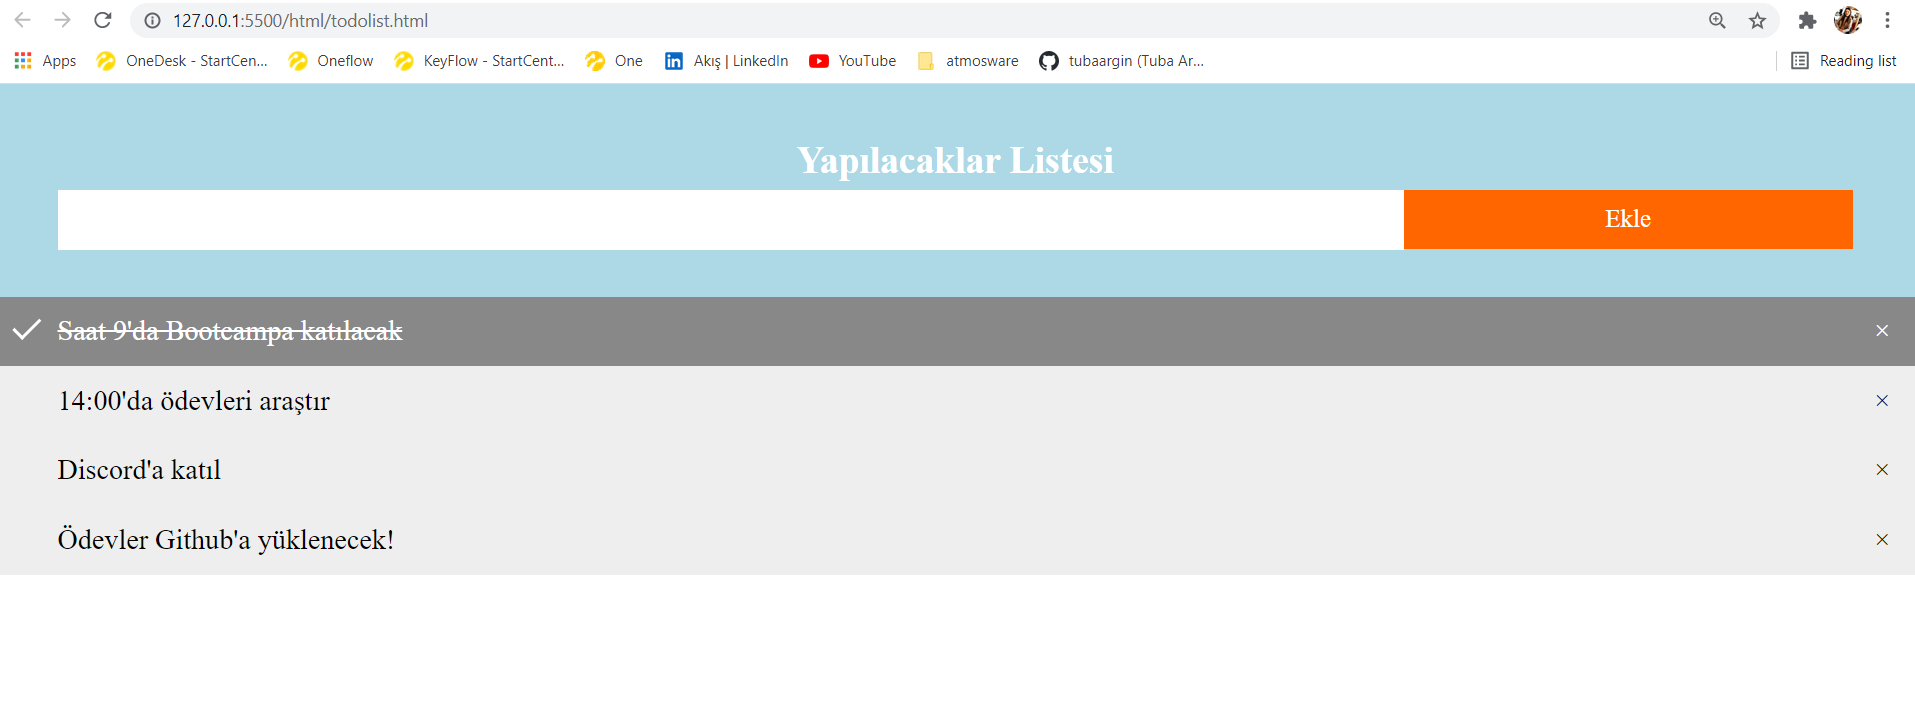 127.0.0.1:5500/html/todolist.html
Apps OneDesk - StartCen... Oneflow KeyFlow - StartCent... One Akış | LinkedIn YouTube atmosware tubaargin (Tuba Ar... Reading list
Yapılacaklar Listesi
Ekle
Saat 9'da Bootcampa katılacak ×
14:00'da ödevleri araştır ×
Discord'a katıl ×
Ödevler Github'a yüklenecek! ×